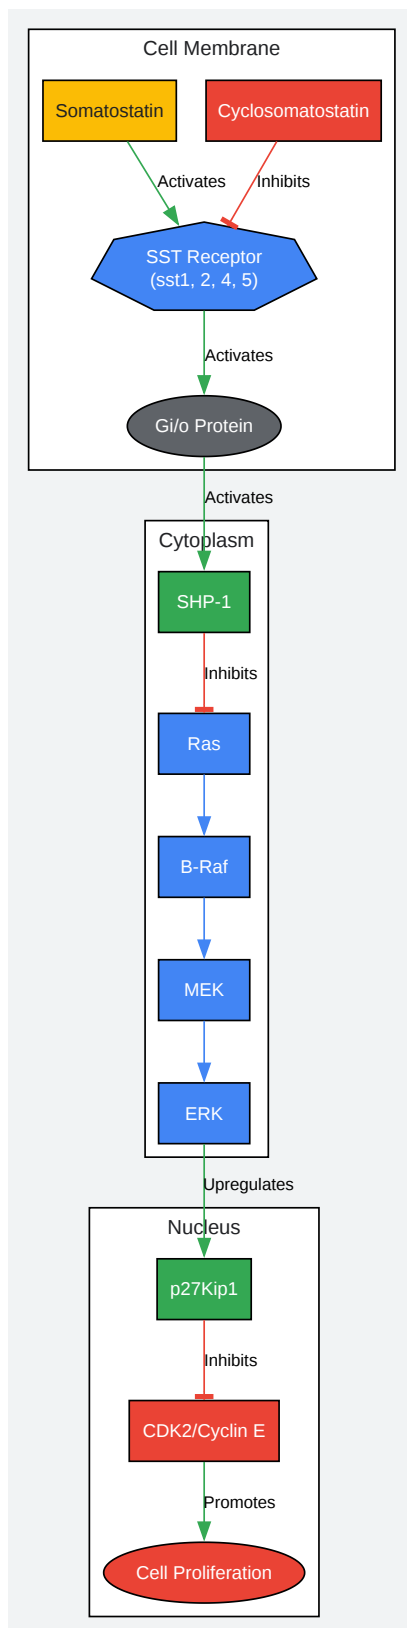 Cell Membrane
Somatostatin
Cyclosomatostatin
Activates
Inhibits
SST Receptor
(sst1, 2, 4, 5)
Activates
Gi/o Protein
Activates
Cytoplasm
SHP-1
Inhibits
Ras
B-Raf
MEK
ERK
Upregulates
Nucleus
p27Kip1
Inhibits
CDK2/Cyclin E
Promotes
Cell Proliferation